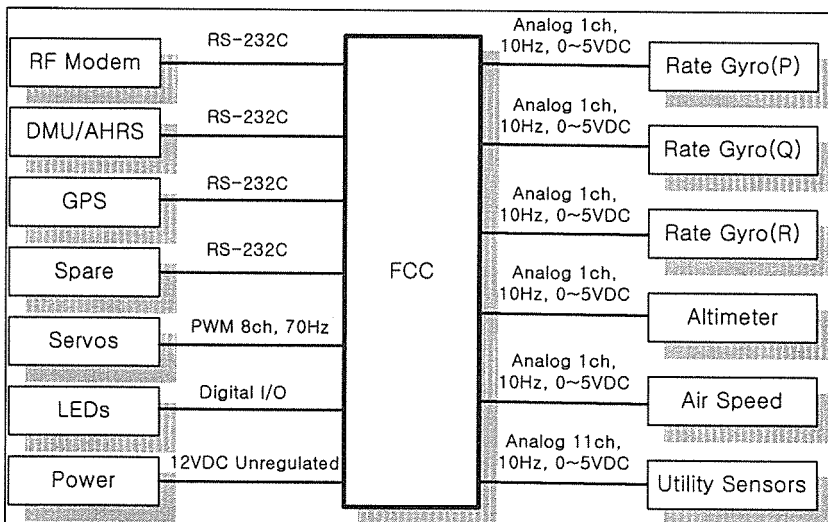 RF Modem
RS-232C
DMU/AHRS
RS-232C
GPS
RS-232C
Spare
RS-232C
Servos
PWM 8ch, 70Hz
LEDs
Digital I/O
Power
12VDC Unregulated
FCC
Analog 1ch,
10Hz, 0~5VDC
Rate Gyro(P)
Analog 1ch,
10Hz, 0~5VDC
Rate Gyro(Q)
Analog 1ch,
10Hz, 0~5VDC
Rate Gyro(R)
Analog 1ch,
10Hz, 0~5VDC
Altimeter
Analog 1ch,
10Hz, 0~5VDC
Air Speed
Analog 11ch,
10Hz, 0~5VDC
Utility Sensors